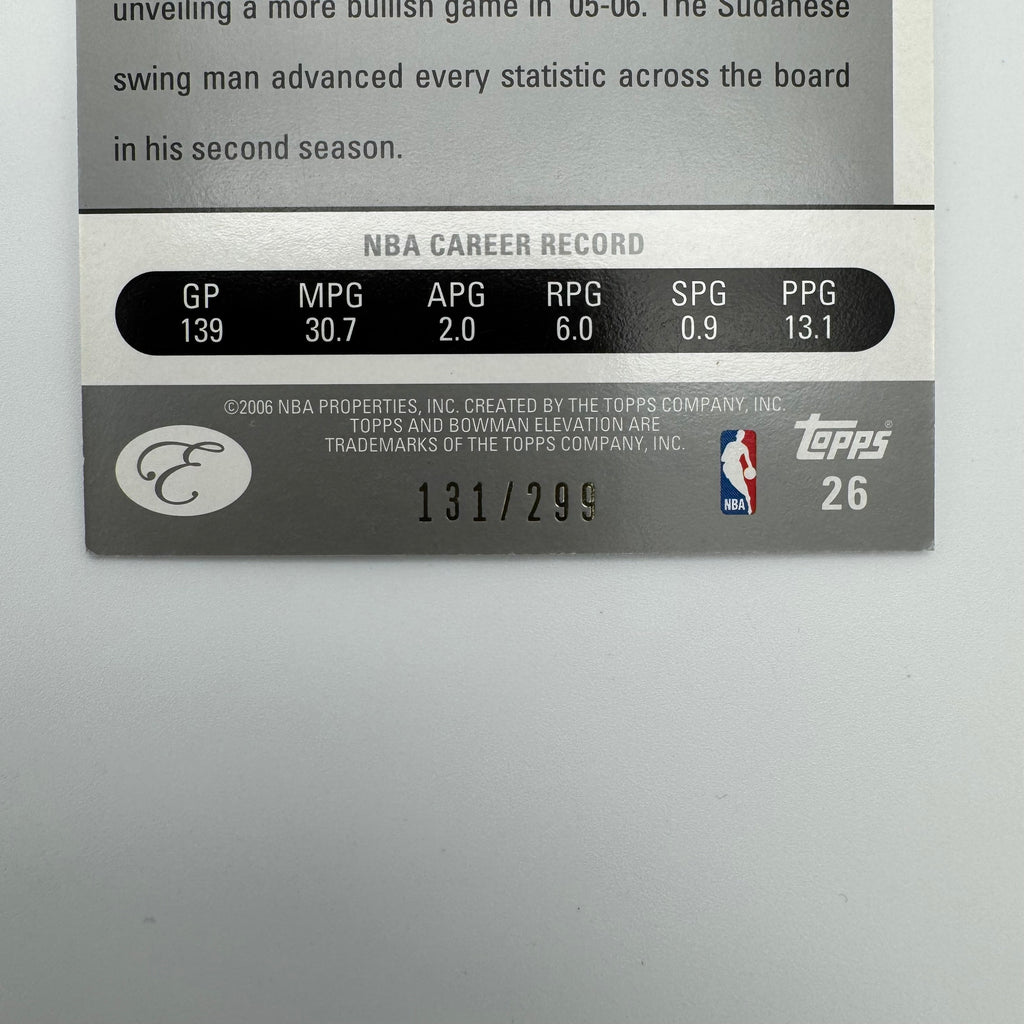 unveiling a more bullish game in '05-06. The Sudanese
swing man advanced every statistic across the board
in his second season.
NBA CAREER RECORD
GP MPG APG RPG SPG PPG
139 30.7 2.0 6.0 0.9 13.1
©2006 NBA PROPERTIES, INC. CREATED BY THE TOPPS COMPANY, INC.
TOPPS AND BOWMAN ELEVATION ARE
TRADEMARKS OF THE TOPPS COMPANY, INC.
E
131/299
NBA
topps®
26